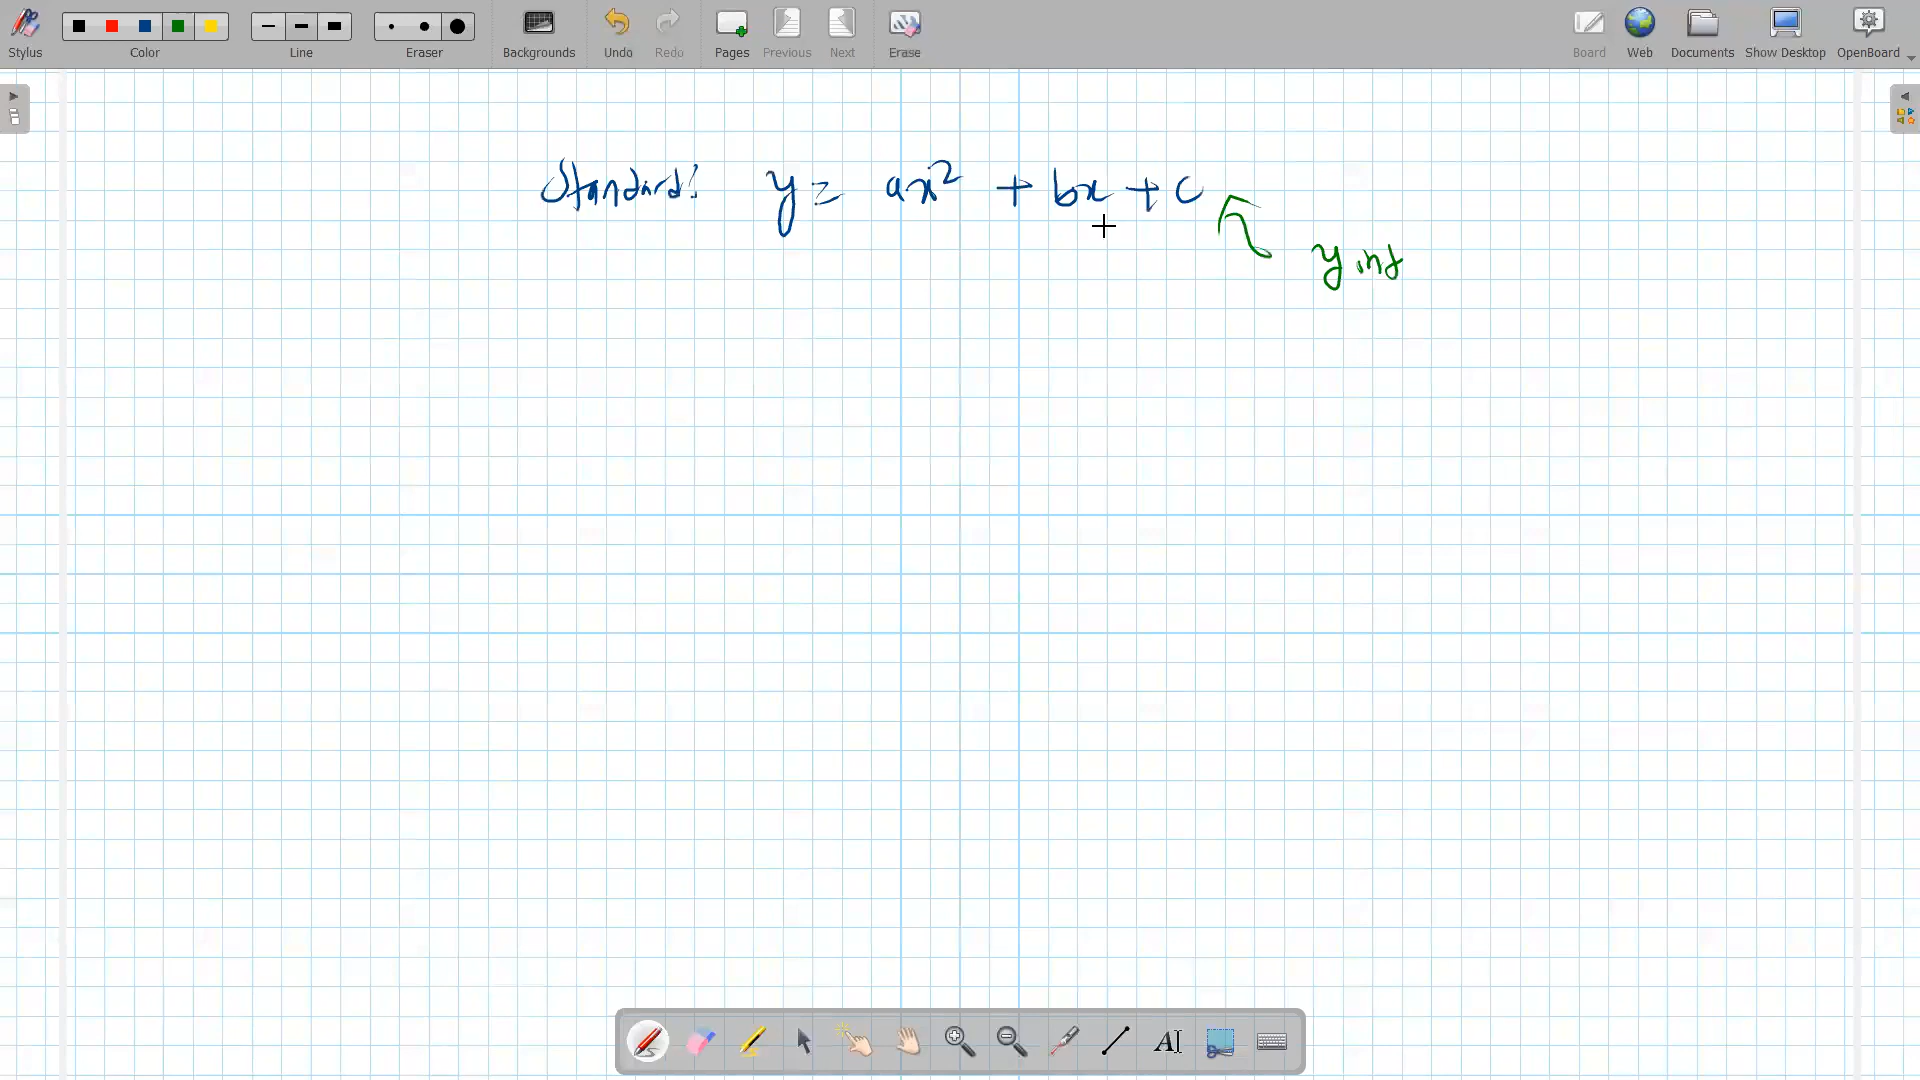 Stylus Color Line Eraser Backgrounds Undo Redo Pages Previous Next Erase Board Web Documents Show Desktop OpenBoard
Standard: y = ax² + bx + c
y int